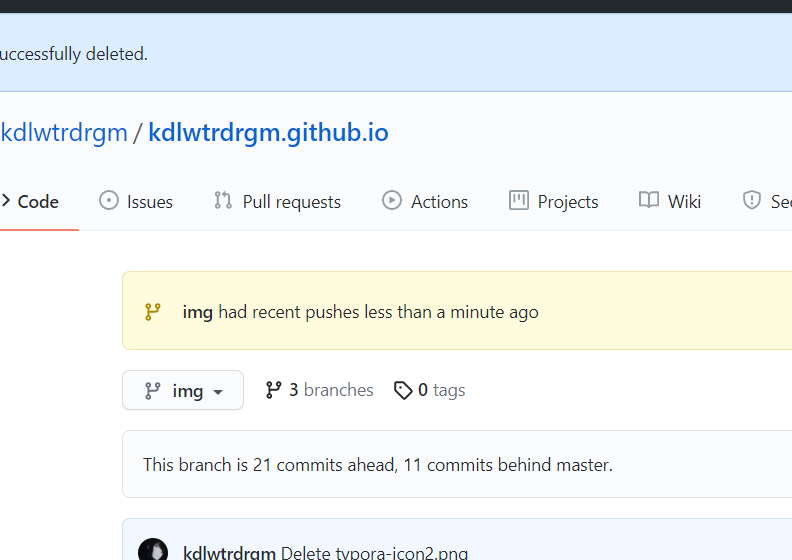 uccessfully deleted.
kdlwtrdrgm / kdlwtrdrgm.github.io
Code Issues Pull requests Actions Projects Wiki Sec
img had recent pushes less than a minute ago
img 3 branches 0 tags
This branch is 21 commits ahead, 11 commits behind master.
kdlwtrdrgm Delete typora-icon2.png